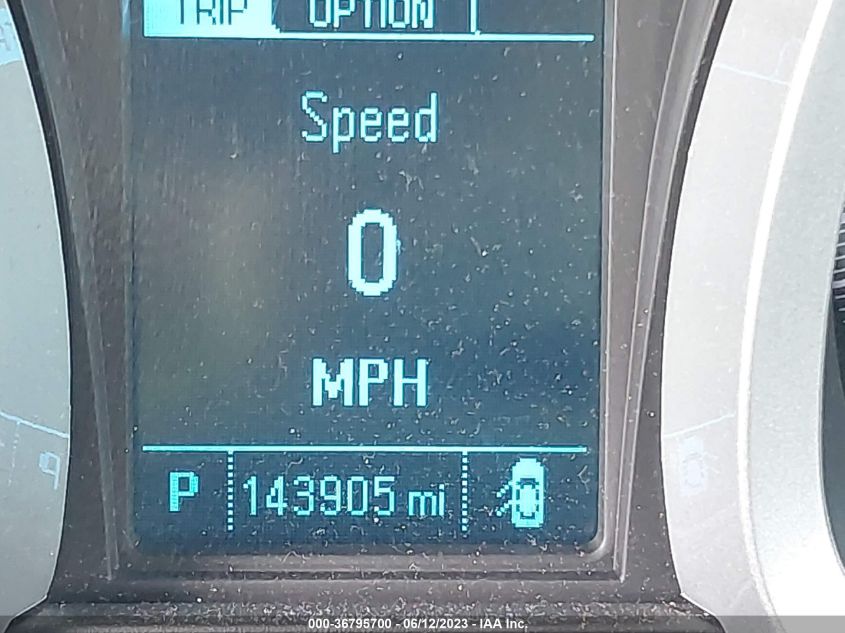 TRIP OPTION
Speed
0
MPH
P 143905 mi
000-36795700 - 06/12/2023 - IAA Inc.